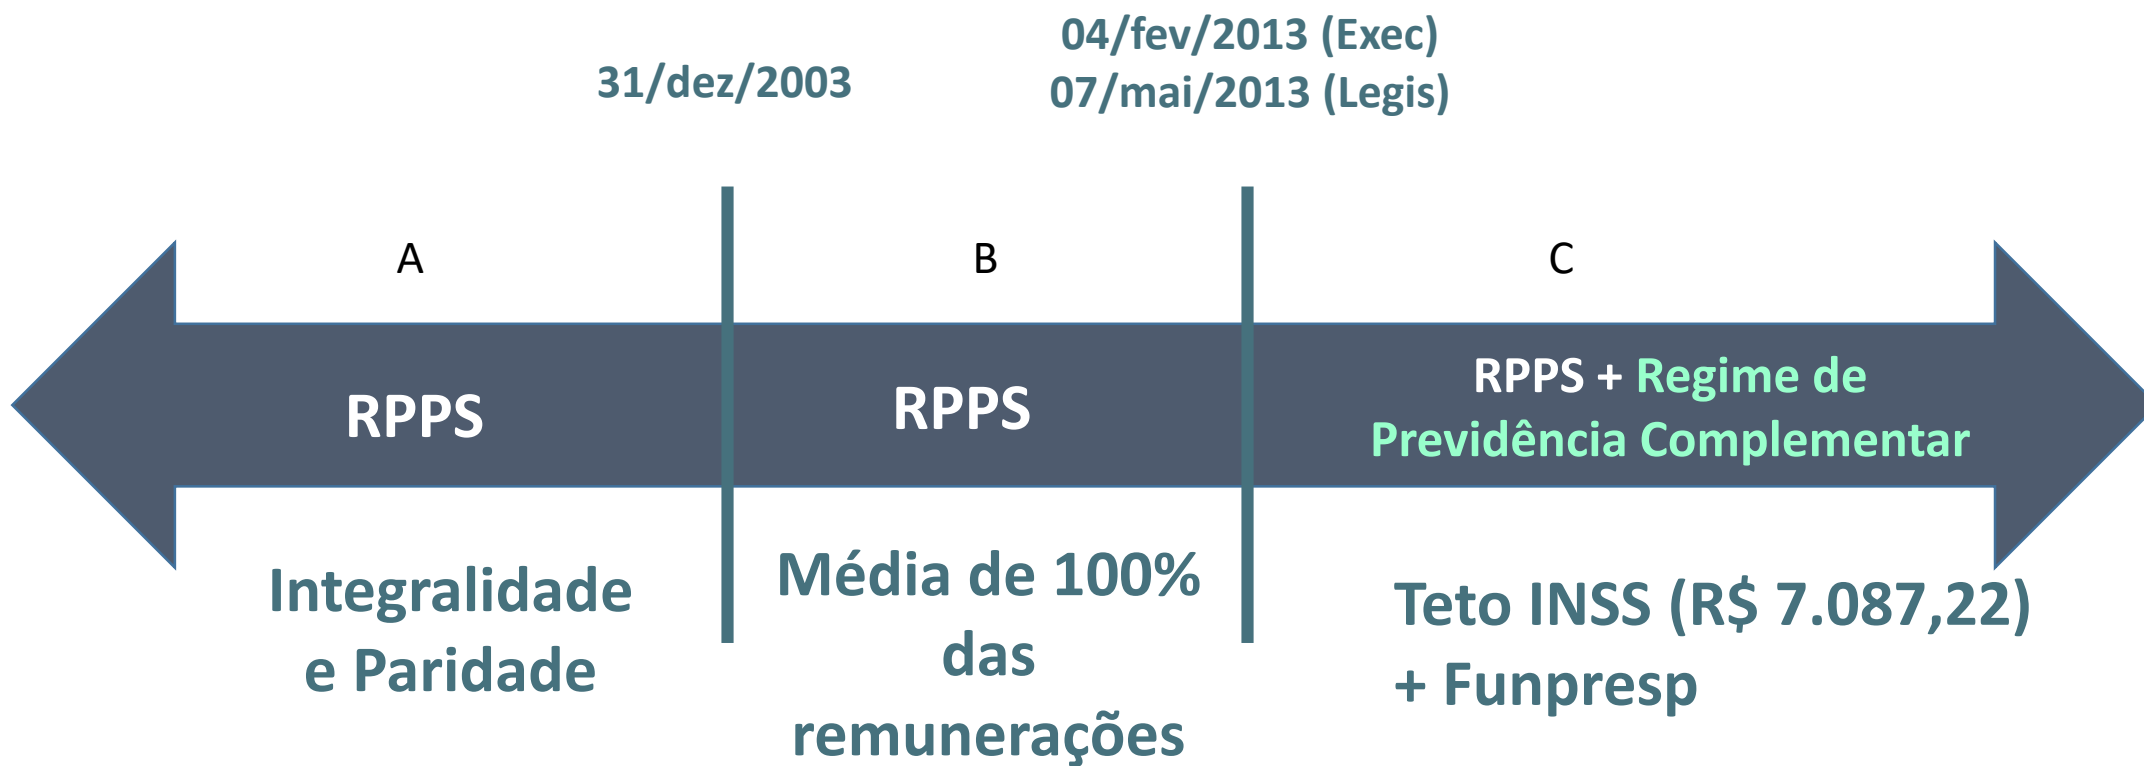 04/fev/2013 (Exec)
31/dez/2003
07/mai/2013 (Legis)
A
B
C
RPPS
RPPS
RPPS + Regime de
Previdência Complementar
Integralidade
e Paridade
Média de 100%
das
remunerações
Teto INSS (R$ 7.087,22)
+ Funpresp